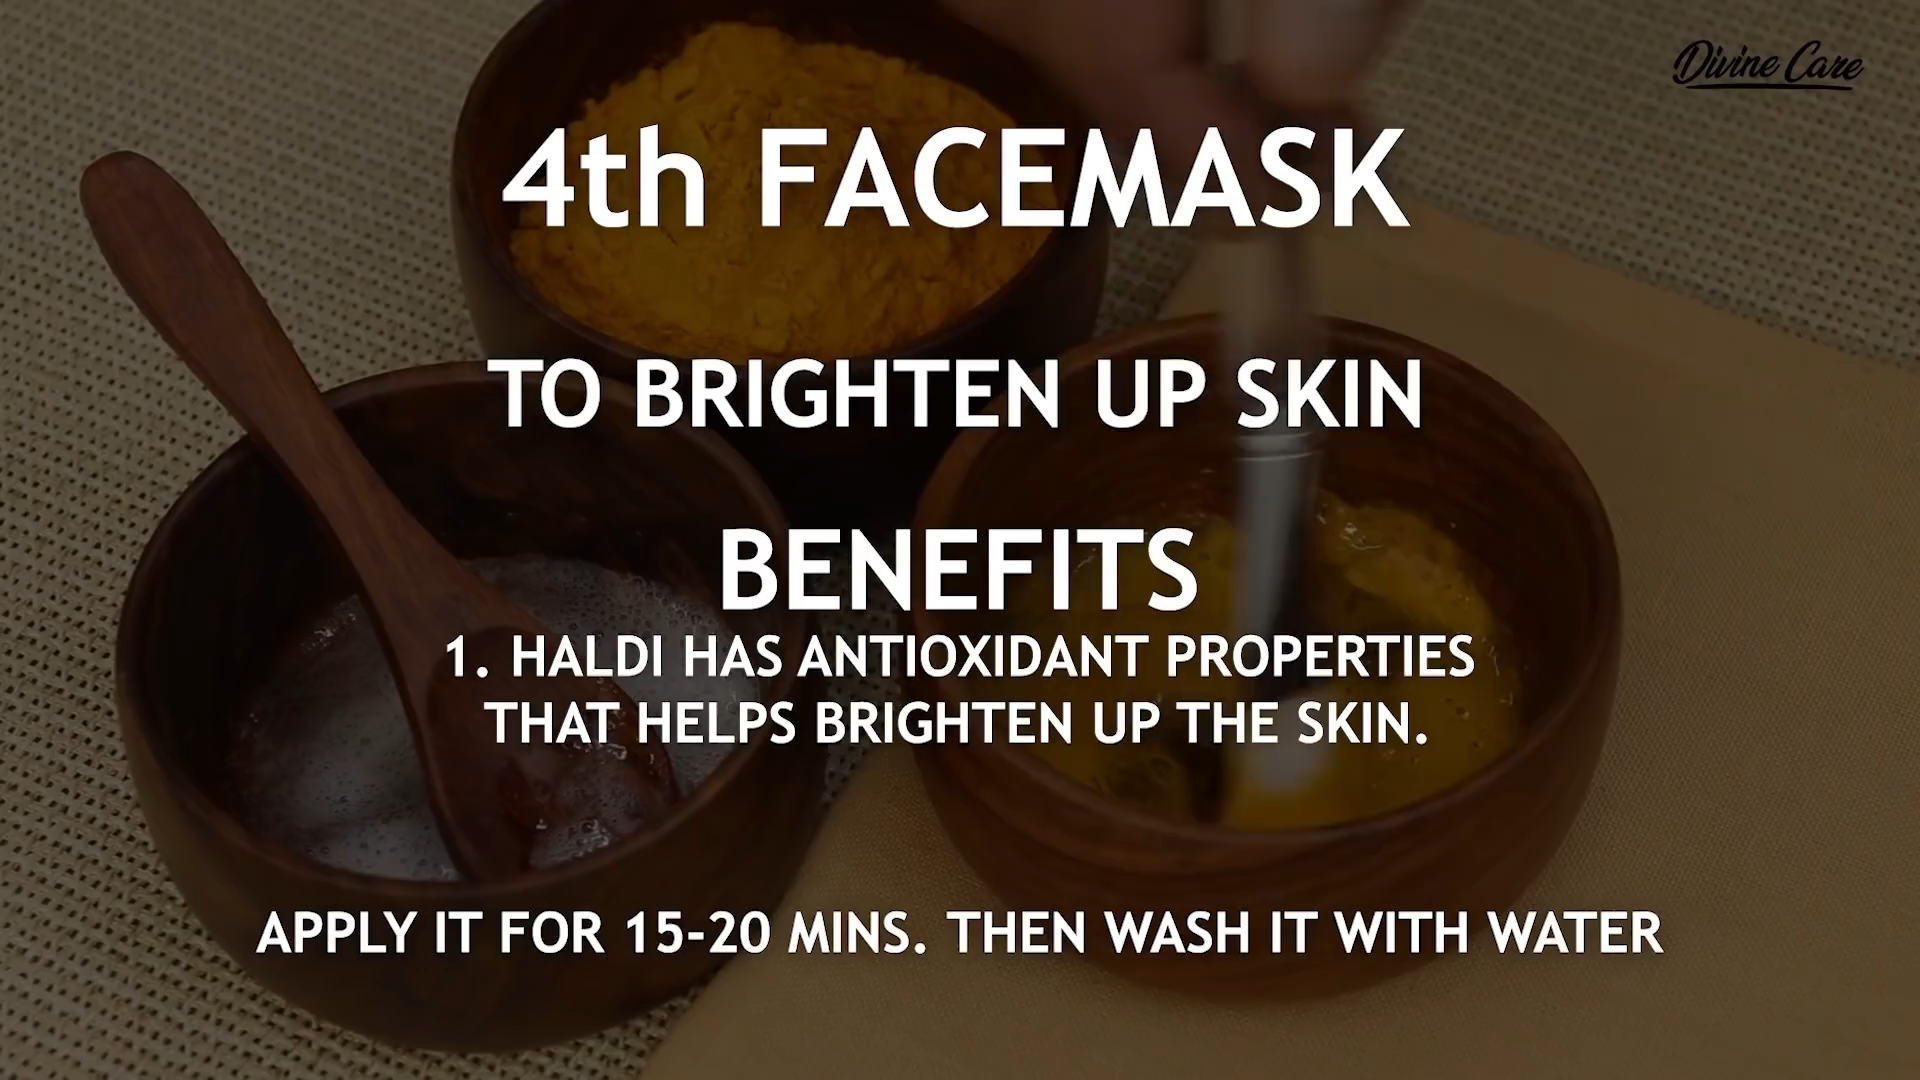 Divine Care
4th FACEMASK
TO BRIGHTEN UP SKIN
BENEFITS
1. HALDI HAS ANTIOXIDANT PROPERTIES
THAT HELPS BRIGHTEN UP THE SKIN.
APPLY IT FOR 15-20 MINS. THEN WASH IT WITH WATER